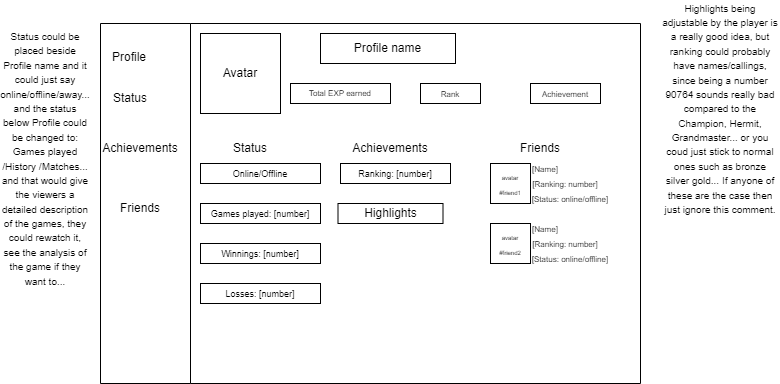 Status could be
placed beside
Profile name and it
could just say
online/offline/away...
and the status
below Profile could
be changed to:
Games played
/History /Matches...
and that would give
the viewers a
detailed description
of the games, they
could rewatch it,
see the analysis of
the game if they
want to...
Profile
Status
Achievements
Friends
Avatar
Profile name
Total EXP earned
Rank
Achievement
Status
Online/Offline
Games played: [number]
Winnings: [number]
Losses: [number]
Achievements
Ranking: [number]
Highlights
Friends
avatar
#friend1
[Name]
[Ranking: number]
[Status: online/offline]
avatar
#friend2
[Name]
[Ranking: number]
[Status: online/offline]
Highlights being
adjustable by the player is
a really good idea, but
ranking could probably
have names/callings,
since being a number
90764 sounds really bad
compared to the
Champion, Hermit,
Grandmaster... or you
coud just stick to normal
ones such as bronze
silver gold... If anyone of
these are the case then
just ignore this comment.